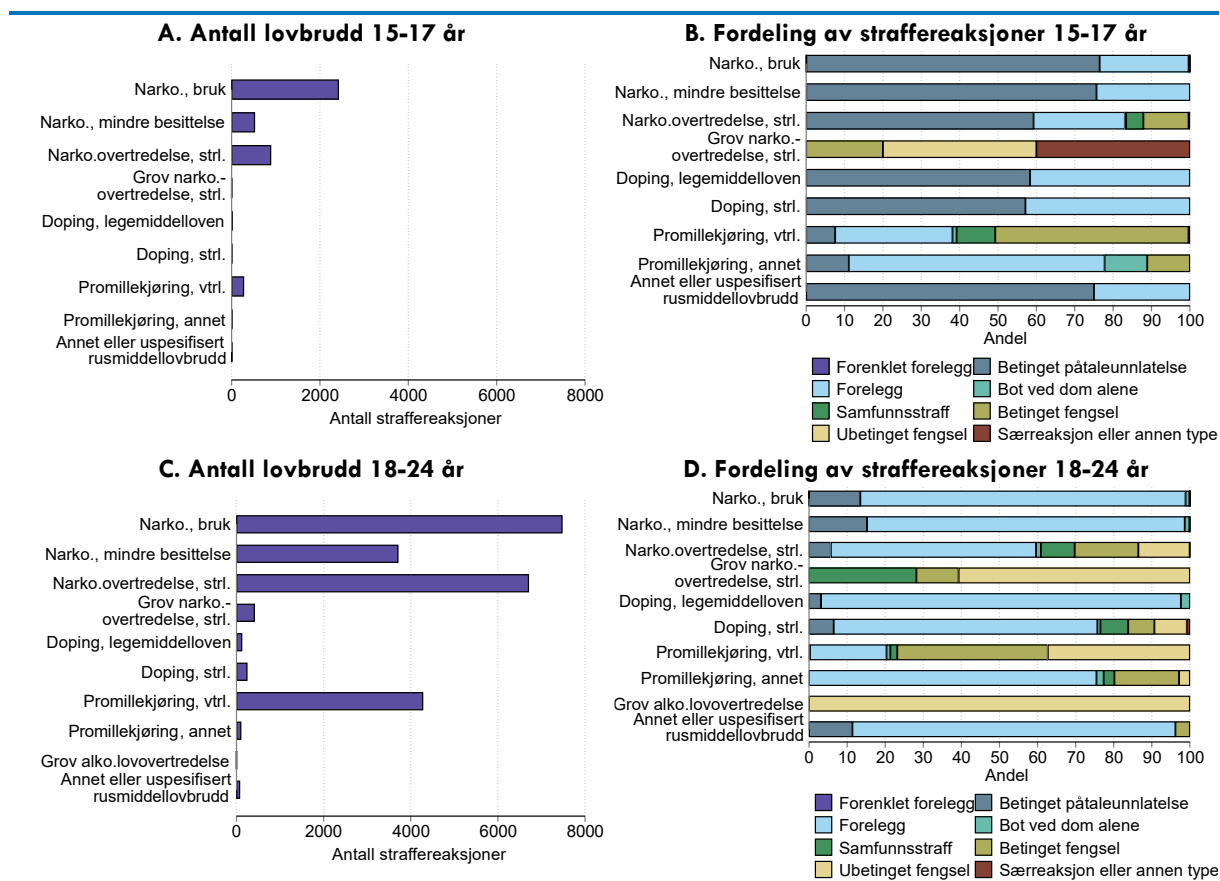 A. Antall lovbrudd 15-17 år
Narko., bruk
Narko., mindre besittelse
Narko.overtredelse, strl.
Grov narko.-
overtredelse, strl.
Doping, legemiddelloven
Doping, strl.
Promillekjøring, vtrl.
Promillekjøring, annet
Annet eller uspesifisert
rusmiddellovbrudd
0 2000 4000 6000 8000
Antall straffereaksjoner
B. Fordeling av straffereaksjoner 15-17 år
Narko., bruk
Narko., mindre besittelse
Narko.overtredelse, strl.
Grov narko.-
overtredelse, strl.
Doping, legemiddelloven
Doping, strl.
Promillekjøring, vtrl.
Promillekjøring, annet
Annet eller uspesifisert
rusmiddellovbrudd
0 10 20 30 40 50 60 70 80 90 100
Andel
Forenklet forelegg Betinget påtaleunnlatelse
Forelegg Bot ved dom alene
Samfunnsstraff Betinget fengsel
Ubetinget fengsel Særreaksjon eller annen type
C. Antall lovbrudd 18-24 år
Narko., bruk
Narko., mindre besittelse
Narko.overtredelse, strl.
Grov narko.-
overtredelse, strl.
Doping, legemiddelloven
Doping, strl.
Promillekjøring, vtrl.
Promillekjøring, annet
Grov alko.lovovertredelse
Annet eller uspesifisert
rusmiddellovbrudd
0 2000 4000 6000 8000
Antall straffereaksjoner
D. Fordeling av straffereaksjoner 18-24 år
Narko., bruk
Narko., mindre besittelse
Narko.overtredelse, strl.
Grov narko.-
overtredelse, strl.
Doping, legemiddelloven
Doping, strl.
Promillekjøring, vtrl.
Promillekjøring, annet
Grov alko.lovovertredelse
Annet eller uspesifisert
rusmiddellovbrudd
0 10 20 30 40 50 60 70 80 90 100
Andel
Forenklet forelegg Betinget påtaleunnlatelse
Forelegg Bot ved dom alene
Samfunnsstraff Betinget fengsel
Ubetinget fengsel Særreaksjon eller annen type